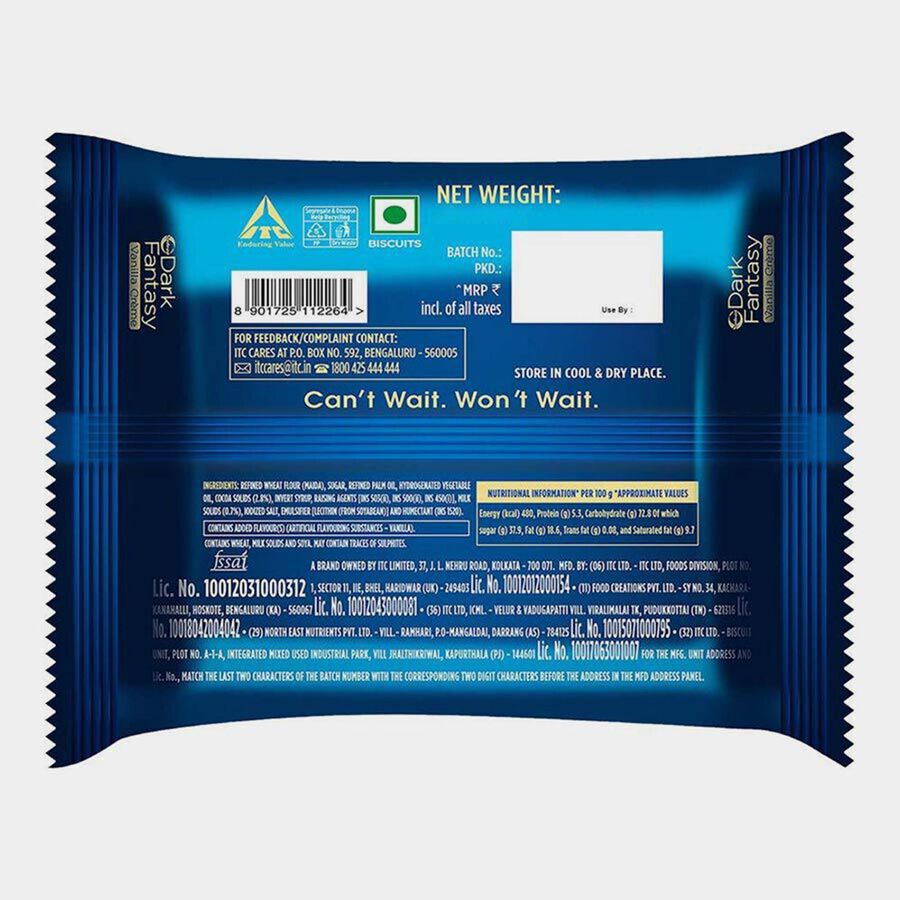 NET WEIGHT:
ITC
Enduring Value
Segregate & Dispose
Help Recycling
PP
Dry Waste
BISCUITS
BATCH No.:
PKD.:
^MRP ₹
incl. of all taxes
Use By :
Dark
Fantasy
Vanilla Creme
Dark
Fantasy
Vanilla Creme
8 901725 112264 >
FOR FEEDBACK/COMPLAINT CONTACT:
ITC CARES AT P.O. BOX NO. 592, BENGALURU - 560005
itccares@itc.in 1800 425 444 444
STORE IN COOL & DRY PLACE.
Can't Wait. Won't Wait.
INGREDIENTS: REFINED WHEAT FLOUR (MAIDA), SUGAR, REFINED PALM OIL, HYDROGENATED VEGETABLE
OIL, COCOA SOLIDS (2.8%), INVERT SYRUP, RAISING AGENTS [INS 503(ii), INS 500(ii), INS 450(i)], MILK
SOLIDS (0.7%), IODIZED SALT, EMULSIFIER [LECITHIN (FROM SOYABEAN)] AND HUMECTANT (INS 1520).
CONTAINS ADDED FLAVOUR(S) (ARTIFICIAL FLAVOURING SUBSTANCES - VANILLA).
CONTAINS WHEAT, MILK SOLIDS AND SOYA. MAY CONTAIN TRACES OF SULPHITES.
NUTRITIONAL INFORMATION* PER 100 g *APPROXIMATE VALUES
Energy (kcal) 480, Protein (g) 5.3, Carbohydrate (g) 72.8 Of which
sugar (g) 37.9, Fat (g) 18.6, Trans fat (g) 0.08, and Saturated fat (g) 9.7
fssai
A BRAND OWNED BY ITC LIMITED, 37, J. L. NEHRU ROAD, KOLKATA - 700 071. MFD. BY: (06) ITC LTD. - ITC LTD, FOODS DIVISION, PLOT NO.
Lic. No. 10012031000312 1, SECTOR 11, IIE, BHEL, HARIDWAR (UK) - 249403 Lic. No. 10012012000154 • (11) FOOD CREATIONS PVT. LTD. - SY NO. 34, KACHARA-
KANAHALLI, HOSKOTE, BENGALURU (KA) - 560067 Lic. No. 10012043000081 • (36) ITC LTD, ICML. - VELUR & VADUGAPATTI VILL. VIRALIMALAI TK, PUDUKKOTTAI (TN) - 621316 Lic.
No. 10018042004042 • (29) NORTH EAST NUTRIENTS PVT. LTD. - VILL.- RAMHARI, P.O-MANGALDAI, DARRANG (AS) - 784125 Lic. No. 10015071000795 • (32) ITC LTD. - BISCUIT
UNIT, PLOT NO. A-1-A, INTEGRATED MIXED USED INDUSTRIAL PARK, VILL JHALTHIKRIWAL, KAPURTHALA (PJ) - 144601 Lic. No. 10017063001007 FOR THE MFG. UNIT ADDRESS AND
Lic. No., MATCH THE LAST TWO CHARACTERS OF THE BATCH NUMBER WITH THE CORRESPONDING TWO DIGIT CHARACTERS BEFORE THE ADDRESS IN THE MFD ADDRESS PANEL.